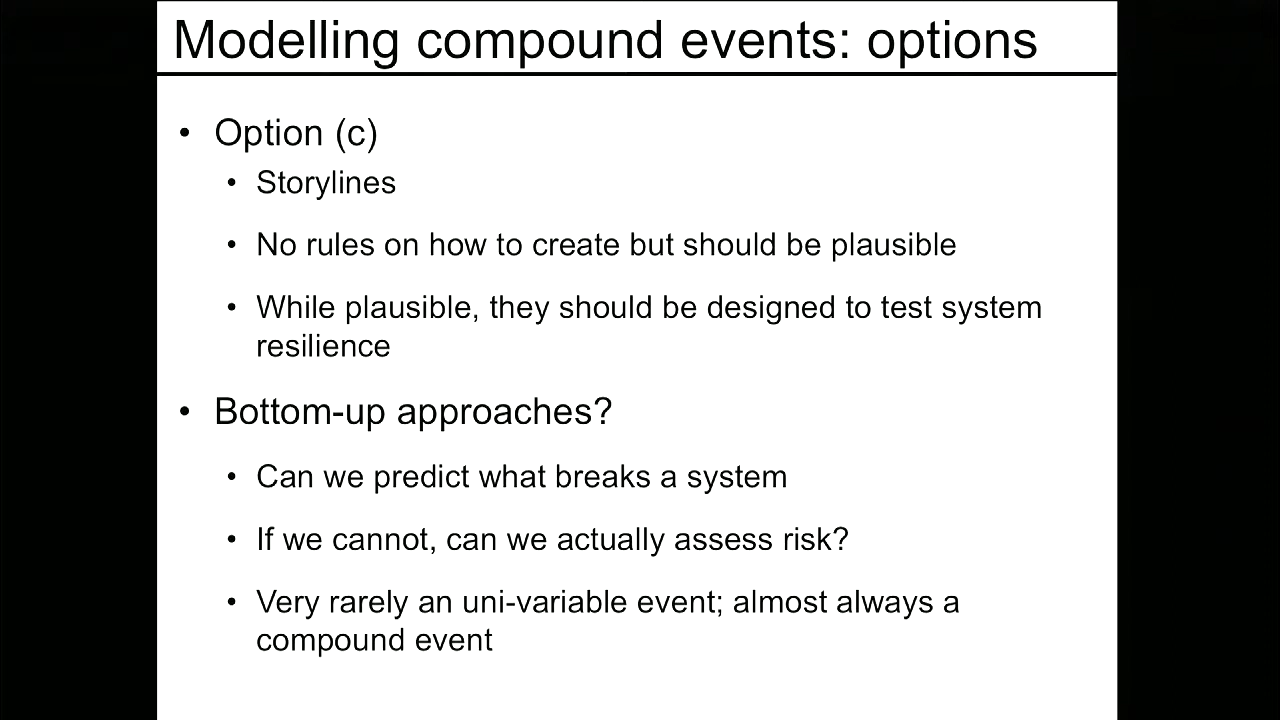 Modelling compound events: options
• Option (c)
• Storylines
• No rules on how to create but should be plausible
• While plausible, they should be designed to test system
resilience
• Bottom-up approaches?
• Can we predict what breaks a system
• If we cannot, can we actually assess risk?
• Very rarely an uni-variable event; almost always a
compound event